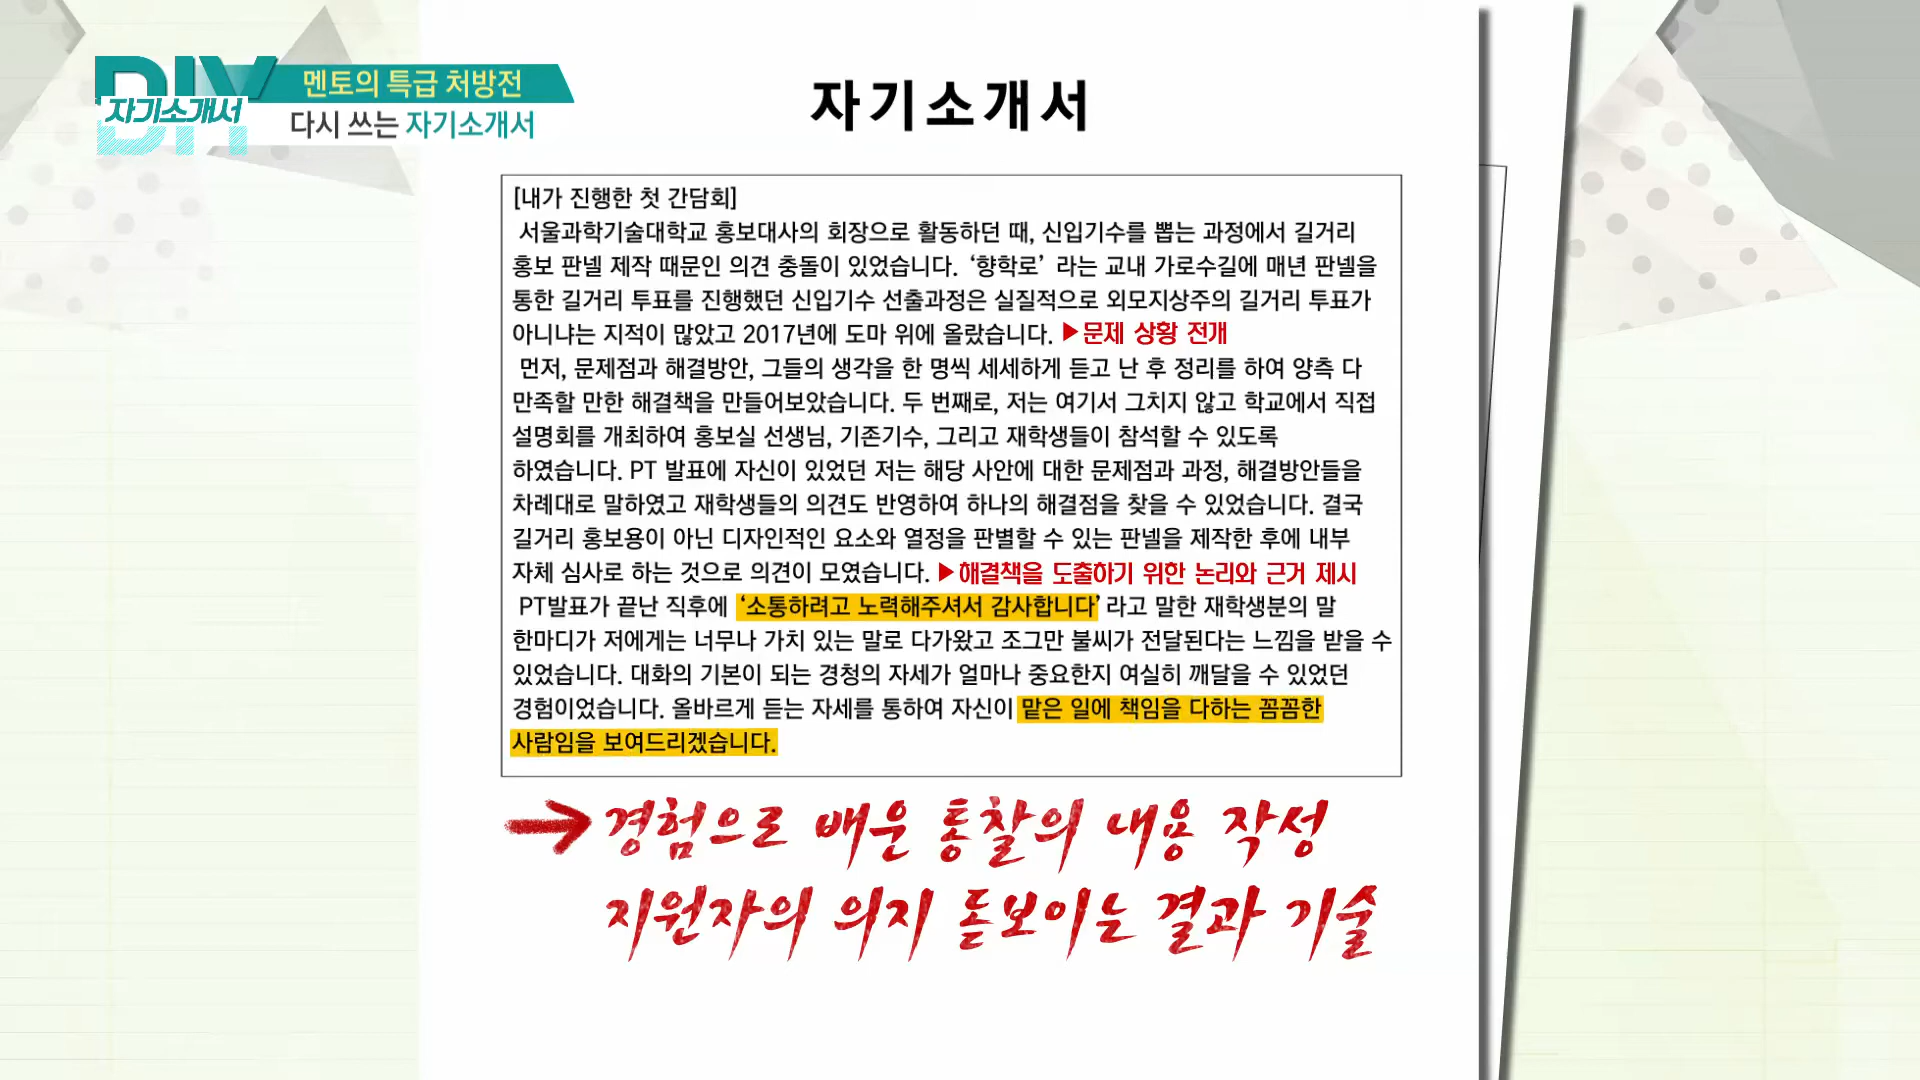 DIY
자기소개서
멘토의 특급 처방전
다시 쓰는 자기소개서
자기소개서
[내가 진행한 첫 간담회]
서울과학기술대학교 홍보대사의 회장으로 활동하던 때, 신입기수를 뽑는 과정에서 길거리
홍보 판넬 제작 때문인 의견 충돌이 있었습니다. ‘향학로’ 라는 교내 가로수길에 매년 판넬을
통한 길거리 투표를 진행했던 신입기수 선출과정은 실질적으로 외모지상주의 길거리 투표가
아니냐는 지적이 많았고 2017년에 도마 위에 올랐습니다. ▶문제 상황 전개
먼저, 문제점과 해결방안, 그들의 생각을 한 명씩 세세하게 듣고 난 후 정리를 하여 양측 다
만족할 만한 해결책을 만들어보았습니다. 두 번째로, 저는 여기서 그치지 않고 학교에서 직접
설명회를 개최하여 홍보실 선생님, 기존기수, 그리고 재학생들이 참석할 수 있도록
하였습니다. PT 발표에 자신이 있었던 저는 해당 사안에 대한 문제점과 과정, 해결방안들을
차례대로 말하였고 재학생들의 의견도 반영하여 하나의 해결점을 찾을 수 있었습니다. 결국
길거리 홍보용이 아닌 디자인적인 요소와 열정을 판별할 수 있는 판넬을 제작한 후에 내부
자체 심사로 하는 것으로 의견이 모였습니다. ▶해결책을 도출하기 위한 논리와 근거 제시
PT발표가 끝난 직후에 ‘소통하려고 노력해주셔서 감사합니다’ 라고 말한 재학생분의 말
한마디가 저에게는 너무나 가치 있는 말로 다가왔고 조그만 불씨가 전달된다는 느낌을 받을 수
있었습니다. 대화의 기본이 되는 경청의 자세가 얼마나 중요한지 여실히 깨달을 수 있었던
경험이었습니다. 올바르게 듣는 자세를 통하여 자신이 맡은 일에 책임을 다하는 꼼꼼한
사람임을 보여드리겠습니다.
→경험으로 배운 통찰의 내용 작성
지원자의 의지 돋보이는 결과 기술